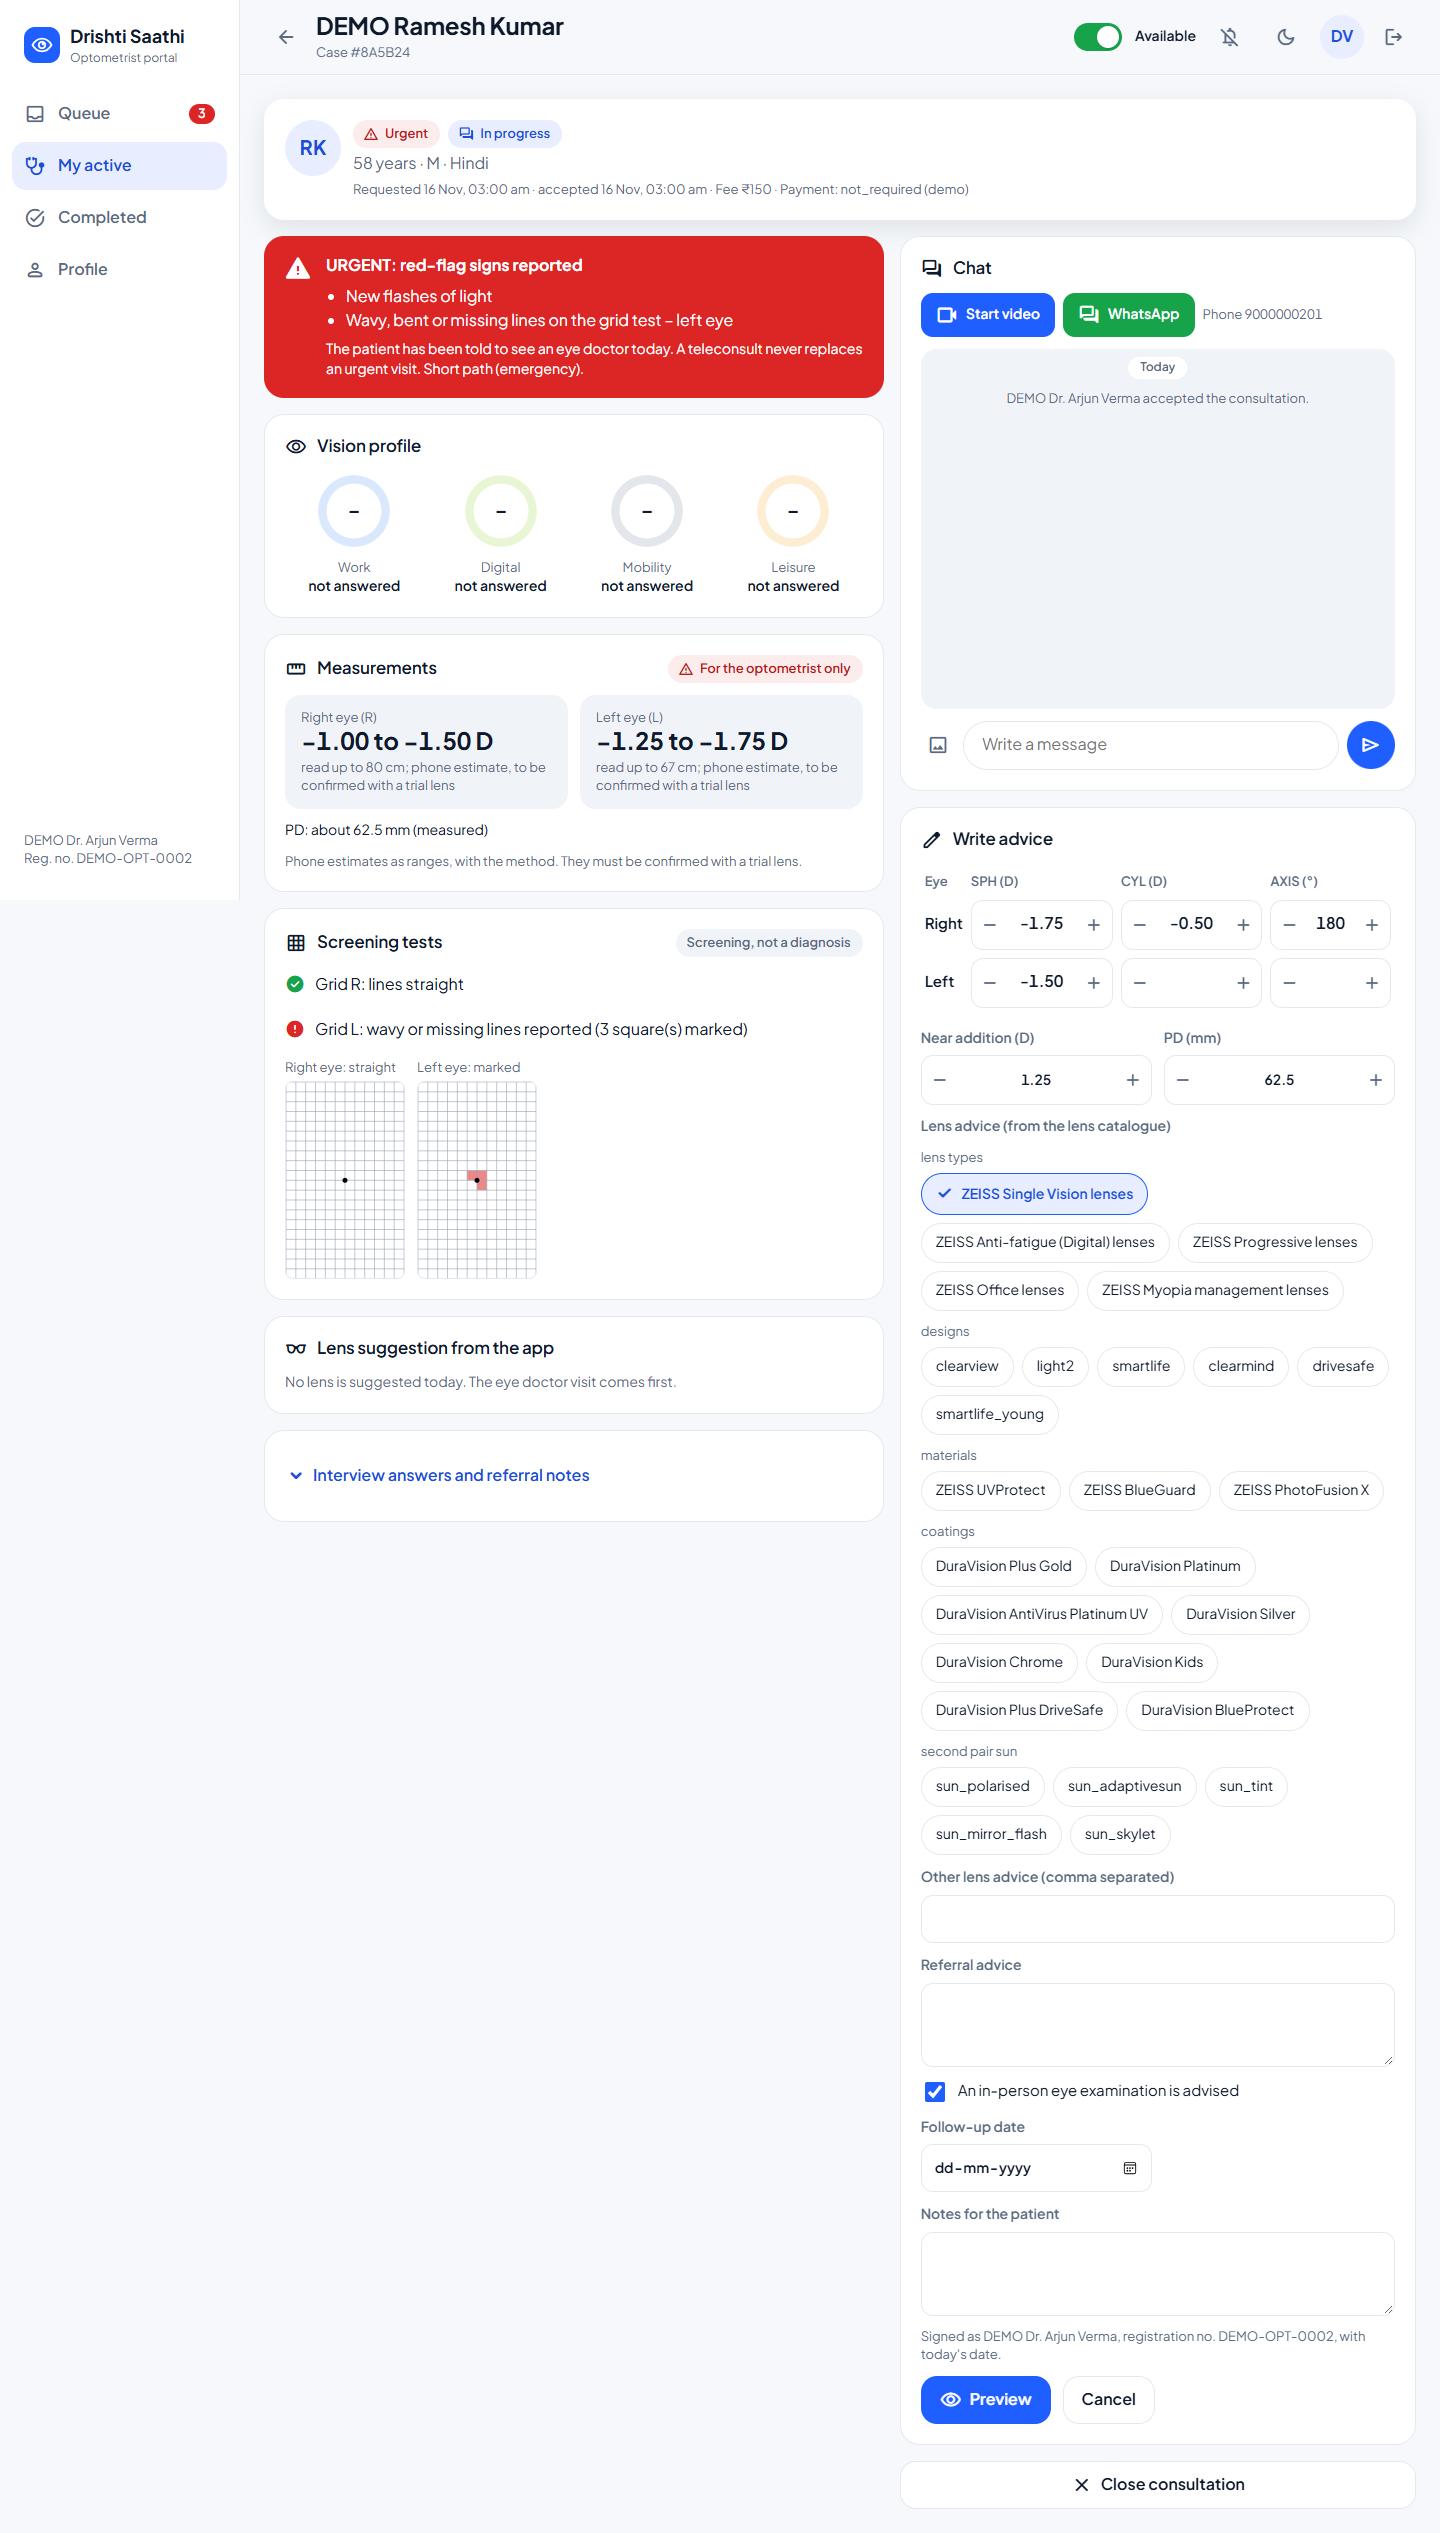 Drishti Saathi
Optometrist portal
Queue
3
My active
Completed
Profile
DEMO Dr. Arjun Verma
Reg. no. DEMO-OPT-0002
DEMO Ramesh Kumar
Case #8A5B24
Available
DV
RK
Urgent
In progress
58 years · M · Hindi
Requested 16 Nov, 03:00 am · accepted 16 Nov, 03:00 am · Fee ₹150 · Payment: not_required (demo)
URGENT: red-flag signs reported
• New flashes of light
• Wavy, bent or missing lines on the grid test – left eye
The patient has been told to see an eye doctor today. A teleconsult never replaces
an urgent visit. Short path (emergency).
Vision profile
– – – –
Work Digital Mobility Leisure
not answered not answered not answered not answered
Measurements
For the optometrist only
Right eye (R)
−1.00 to −1.50 D
read up to 80 cm; phone estimate, to be
confirmed with a trial lens
Left eye (L)
−1.25 to −1.75 D
read up to 67 cm; phone estimate, to be
confirmed with a trial lens
PD: about 62.5 mm (measured)
Phone estimates as ranges, with the method. They must be confirmed with a trial lens.
Screening tests
Screening, not a diagnosis
Grid R: lines straight
Grid L: wavy or missing lines reported (3 square(s) marked)
Right eye: straight Left eye: marked
Lens suggestion from the app
No lens is suggested today. The eye doctor visit comes first.
Interview answers and referral notes
Chat
Start video
WhatsApp
Phone 9000000201
Today
DEMO Dr. Arjun Verma accepted the consultation.
Write a message
Write advice
Eye SPH (D) CYL (D) AXIS (°)
Right − -1.75 + − -0.50 + − 180 +
Left − -1.50 + − + − +
Near addition (D) PD (mm)
− 1.25 + − 62.5 +
Lens advice (from the lens catalogue)
lens types
ZEISS Single Vision lenses
ZEISS Anti-fatigue (Digital) lenses ZEISS Progressive lenses
ZEISS Office lenses ZEISS Myopia management lenses
designs
clearview light2 smartlife clearmind drivesafe
smartlife_young
materials
ZEISS UVProtect ZEISS BlueGuard ZEISS PhotoFusion X
coatings
DuraVision Plus Gold DuraVision Platinum
DuraVision AntiVirus Platinum UV DuraVision Silver
DuraVision Chrome DuraVision Kids
DuraVision Plus DriveSafe DuraVision BlueProtect
second pair sun
sun_polarised sun_adaptivesun sun_tint
sun_mirror_flash sun_skylet
Other lens advice (comma separated)
Referral advice
An in-person eye examination is advised
Follow-up date
dd-mm-yyyy
Notes for the patient
Signed as DEMO Dr. Arjun Verma, registration no. DEMO-OPT-0002, with
today's date.
Preview
Cancel
Close consultation